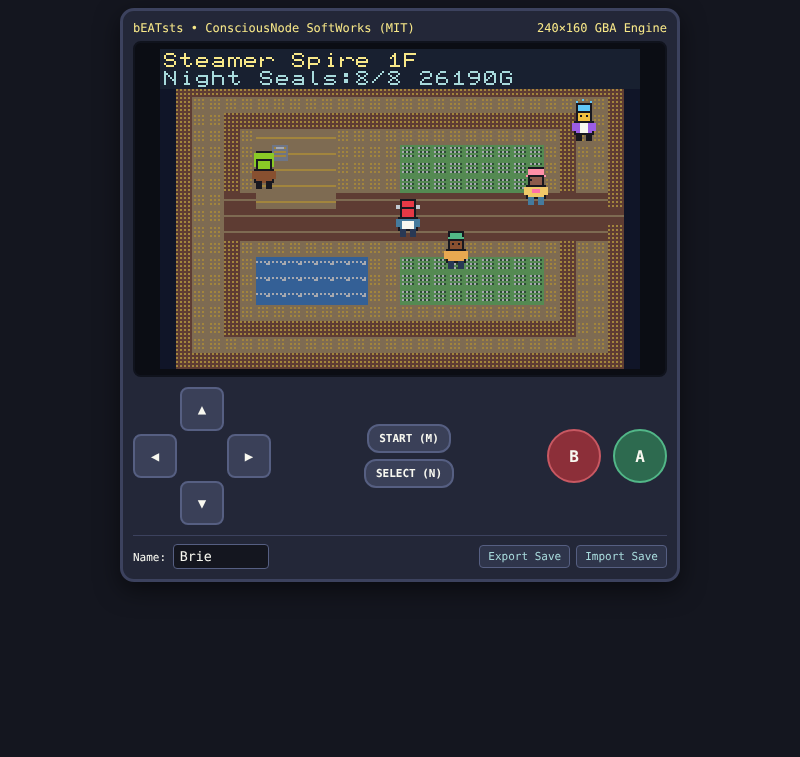 bEATsts • ConsciousNode SoftWorks (MIT)
240×160 GBA Engine
Steamer Spire 1F
Night Seals:8/8 26190G
▲
◀
▶
▼
START (M)
SELECT (N)
B
A
Name: Brie
Export Save
Import Save